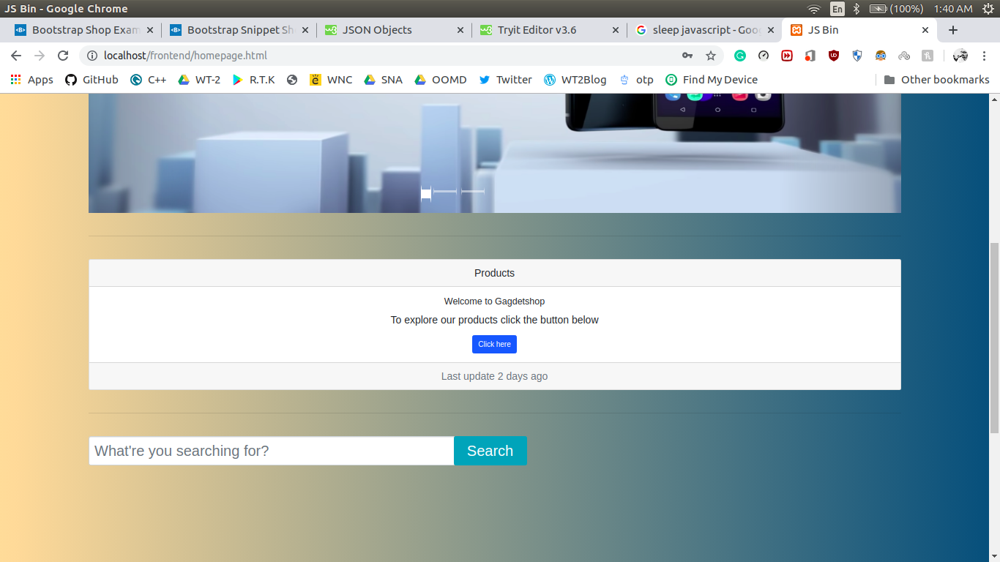 JS Bin - Google Chrome
En
(100%)
1:40 AM
Bootstrap Shop Exam
Bootstrap Snippet Sh
JSON Objects
Tryit Editor v3.6
sleep javascript - Goo
JS Bin
localhost/frontend/homepage.html
Apps
GitHub
C++
WT-2
R.T.K
WNC
SNA
OOMD
Twitter
WT2Blog
otp
Find My Device
Other bookmarks
Products
Welcome to Gagdetshop
To explore our products click the button below
Click here
Last update 2 days ago
What're you searching for?
Search